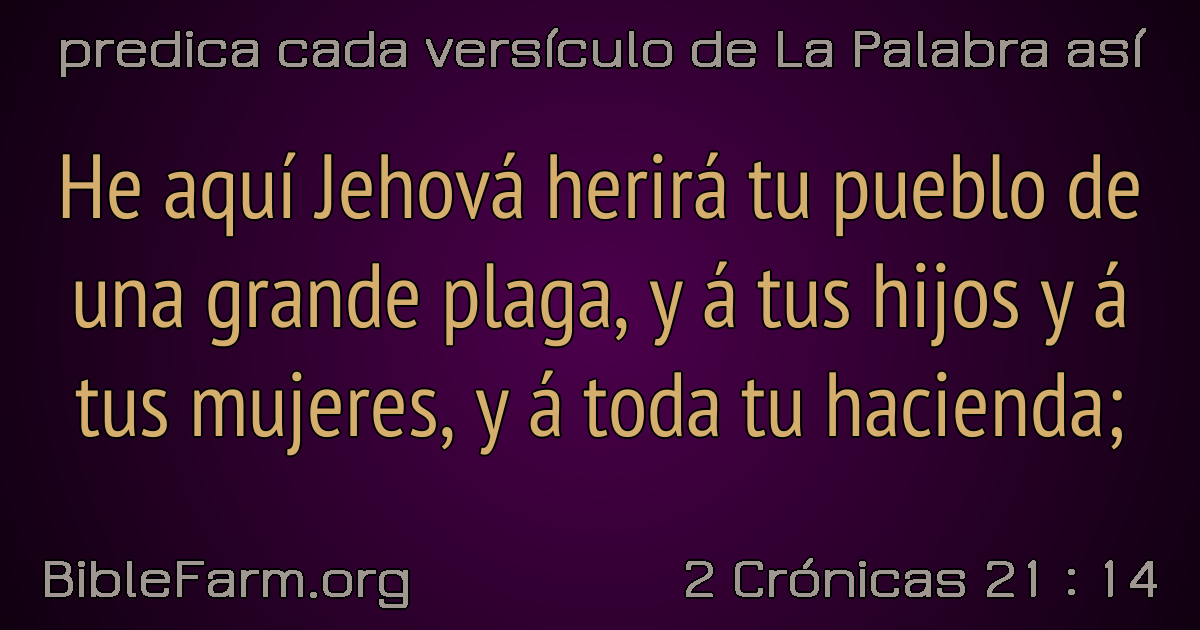 predica cada versículo de La Palabra así
He aquí Jehová herirá tu pueblo de
una grande plaga, y á tus hijos y á
tus mujeres, y á toda tu hacienda;
BibleFarm.org
2 Crónicas 21 : 14